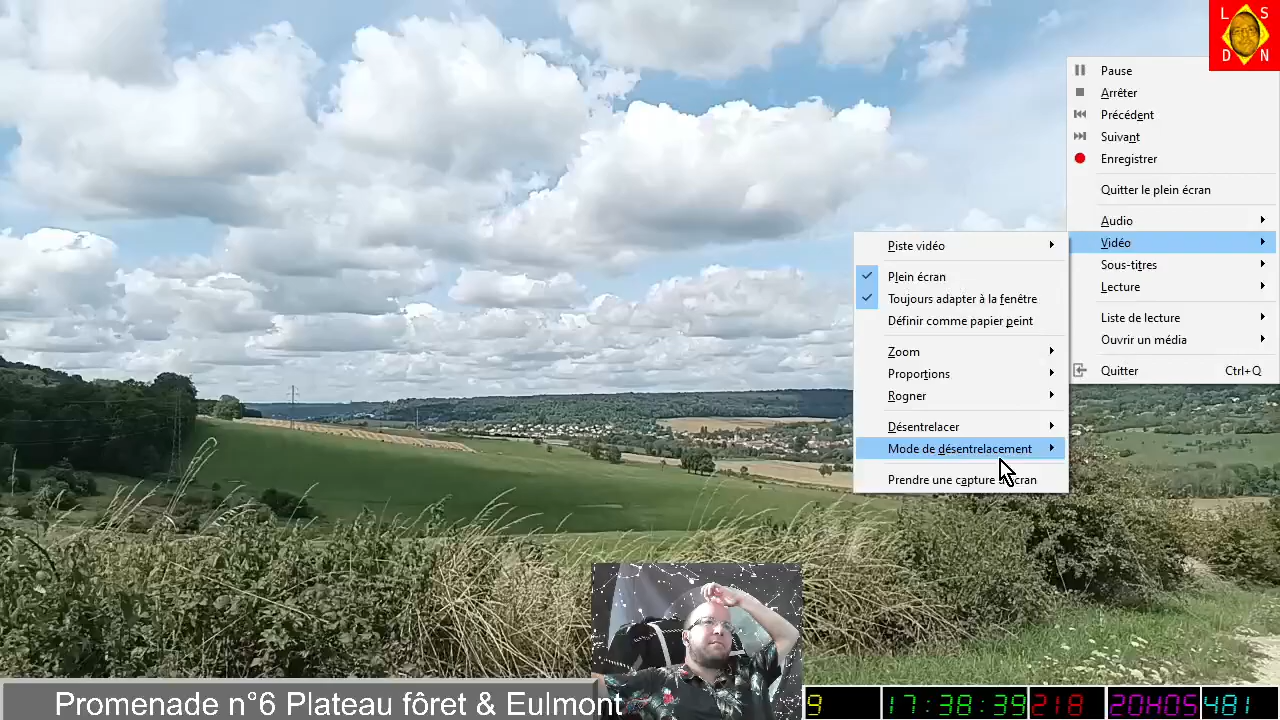 L S
D N
Pause
Arrêter
Précédent
Suivant
Enregistrer
Quitter le plein écran
Audio
Vidéo
Sous-titres
Lecture
Liste de lecture
Ouvrir un média
Quitter Ctrl+Q
Piste vidéo
Plein écran
Toujours adapter à la fenêtre
Définir comme papier peint
Zoom
Proportions
Rogner
Désentrelacer
Mode de désentrelacement
Prendre une capture écran
Promenade n°6 Plateau fôret & Eulmont
9 17:38:39 218 20H05 481